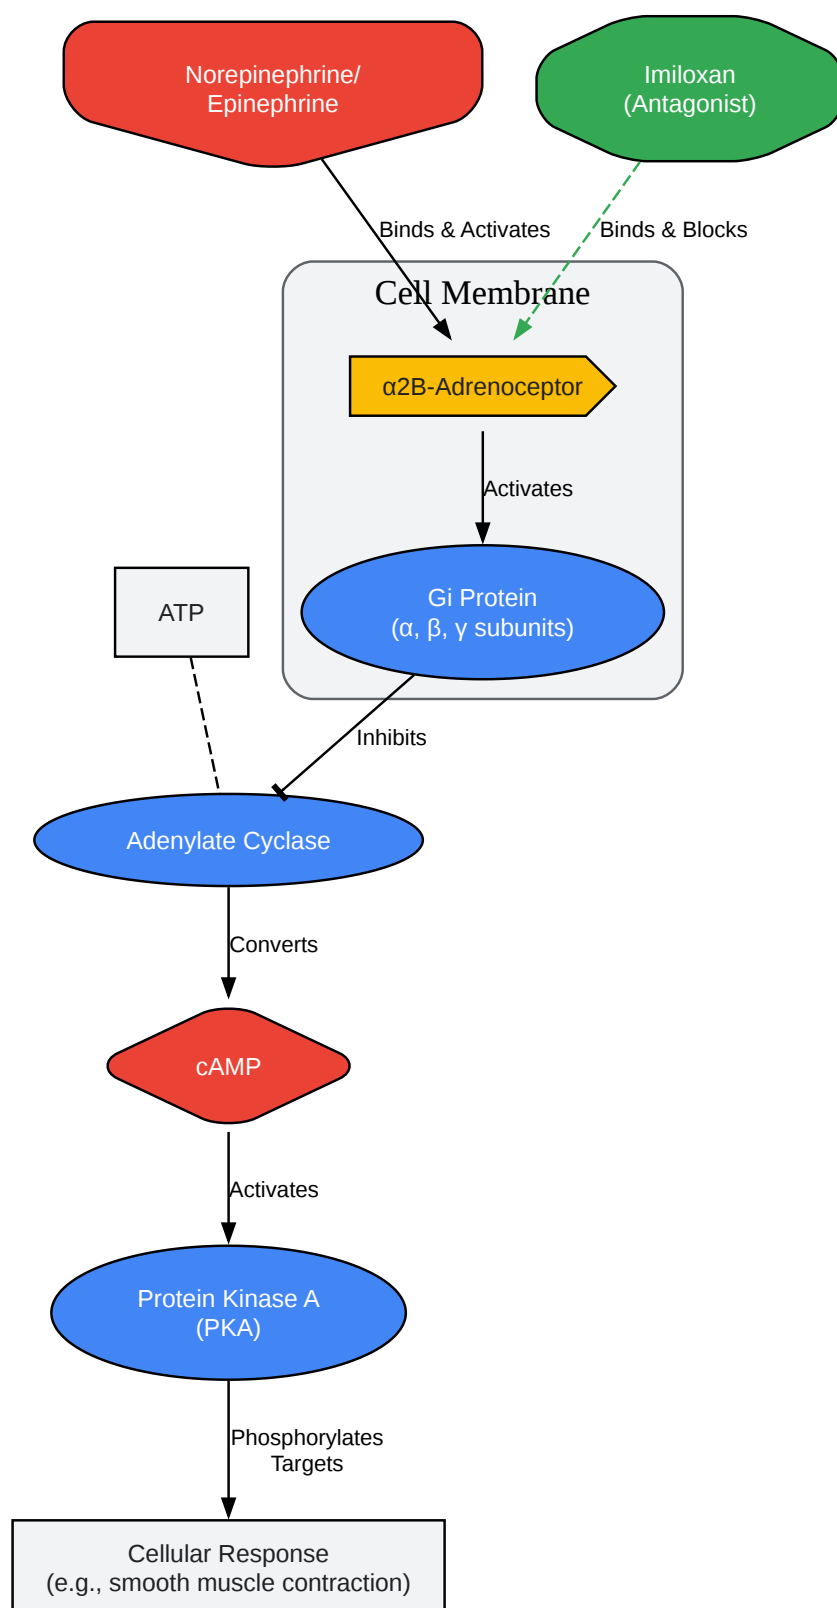 Norepinephrine/
Epinephrine
Imiloxan
(Antagonist)
Binds & Activates
Binds & Blocks
Cell Membrane
α2B-Adrenoceptor
Activates
Gi Protein
(α, β, γ subunits)
ATP
Inhibits
Adenylate Cyclase
Converts
cAMP
Activates
Protein Kinase A
(PKA)
Phosphorylates
Targets
Cellular Response
(e.g., smooth muscle contraction)